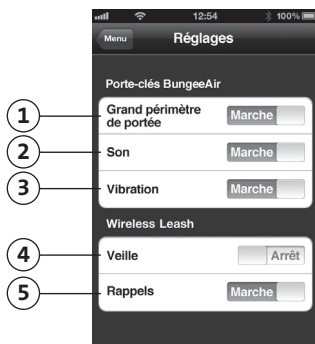 12:54
100%
Menu
Réglages
Porte-clés BungeeAir
1
Grand périmètre
de portée
Marche
2
Son
Marche
3
Vibration
Marche
Wireless Leash
4
Veille
Arrêt
5
Rappels
Marche